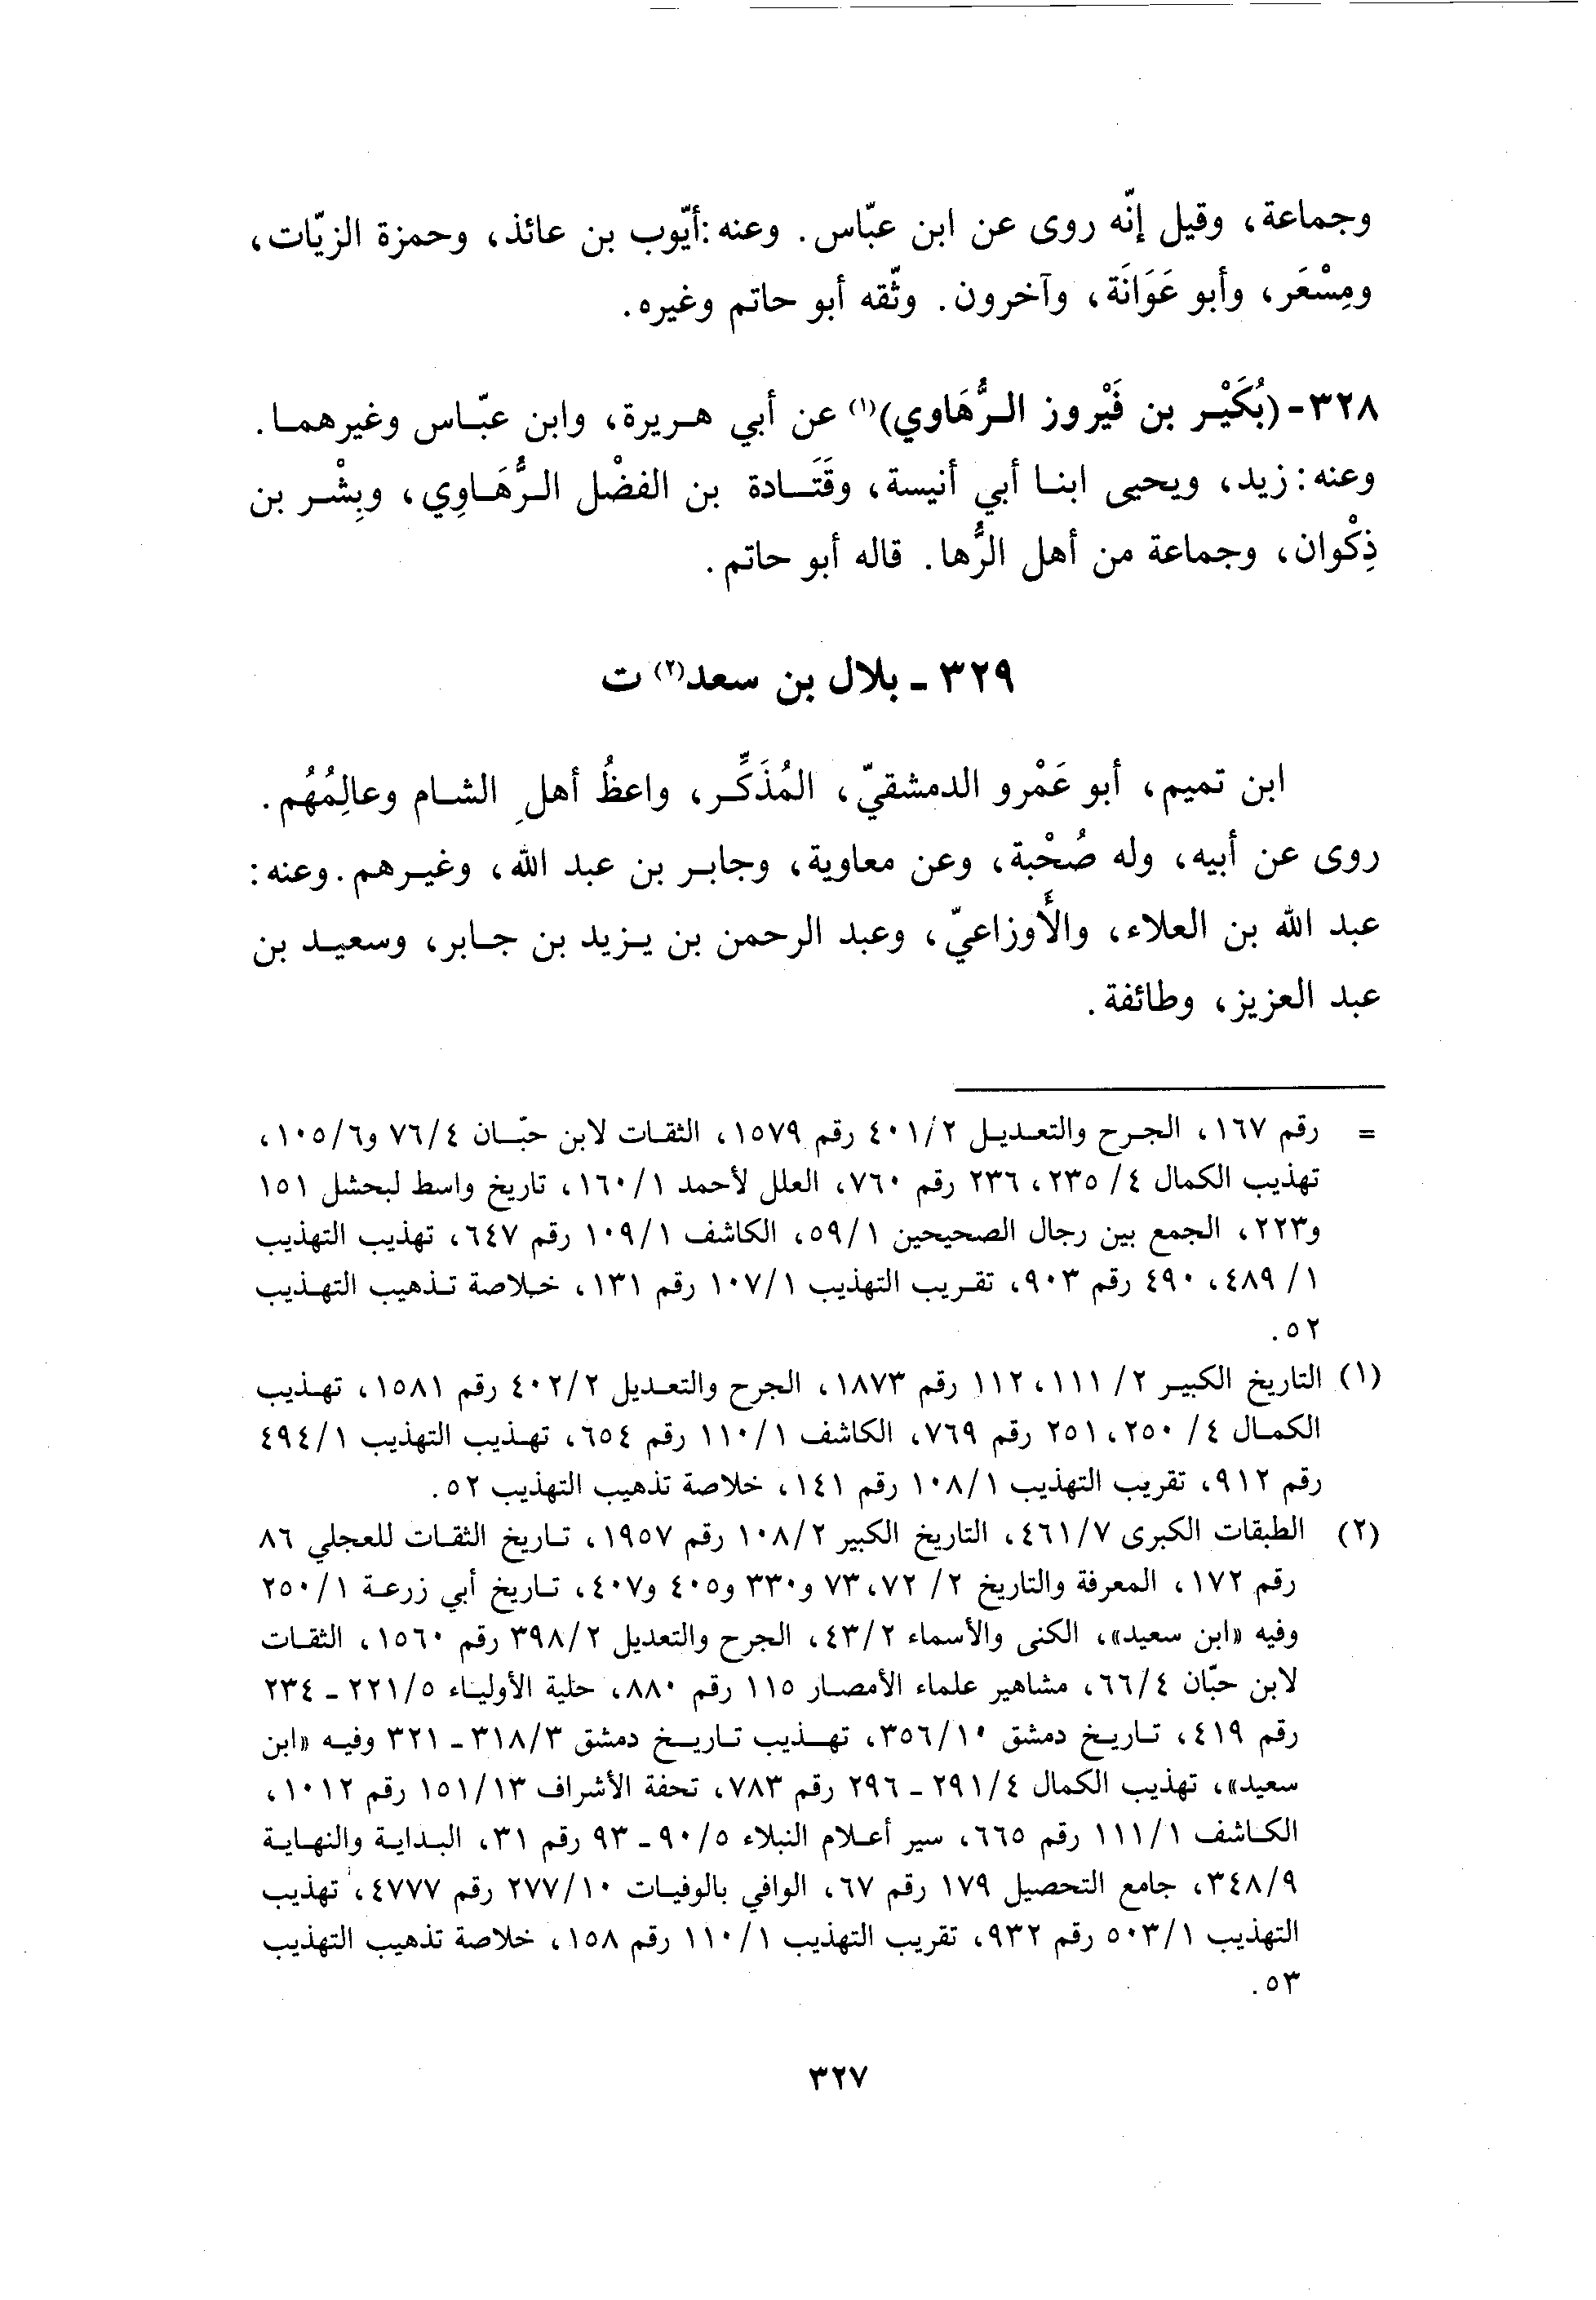 وجماعة، وقيل إنّه روى عن ابن عبّاس. وعنه: أيّوب بن عائذ، وحمزة الزيّات،
ومِسْعَر، وأبو عَوَانَة، وآخرون. وثّقه أبو حاتم وغيره.
٣٢٨- (بُكَيْر بن فَيْروز الرُّهَاوي)(١) عن أبي هريرة، وابن عبّاس وغيرهما.
وعنه: زيد، ويحيى ابنا أبي أنيسة، وقَتَادة بن الفضْل الرُّهَاوِي، وبِشْر بن
ذِكْوان، وجماعة من أهل الرُّها. قاله أبو حاتم.
٣٢٩ - بلال بن سعد(٢) ت
ابن تميم، أبو عَمْرو الدمشقيّ، المُذَكِّر، واعظُ أهلِ الشام وعالِمُهُم.
روى عن أبيه، وله صُحْبة، وعن معاوية، وجابر بن عبد الله، وغيرهم. وعنه:
عبد الله بن العلاء، والأَوزاعيّ، وعبد الرحمن بن يزيد بن جابر، وسعيد بن
عبد العزيز، وطائفة.
= رقم ١٦٧، الجرح والتعديل ٤٠١/٢ رقم ١٥٧٩، الثقات لابن حبّان ٧٦/٤ و١٠٥/٦،
تهذيب الكمال ٤/ ٢٣٥، ٢٣٦ رقم ٧٦٠، العلل لأحمد ١٦٠/١، تاريخ واسط لبحشل ١٥١
و٢٢٣، الجمع بين رجال الصحيحين ٥٩/١، الكاشف ١٠٩/١ رقم ٦٤٧، تهذيب التهذيب
١/ ٤٨٩، ٤٩٠ رقم ٩٠٣، تقريب التهذيب ١٠٧/١ رقم ١٣١، خلاصة تذهيب التهذيب
٥٢.
(١) التاريخ الكبير ٢/ ١١١، ١١٢ رقم ١٨٧٣، الجرح والتعديل ٤٠٢/٢ رقم ١٥٨١، تهذيب
الكمال ٤/ ٢٥٠، ٢٥١ رقم ٧٦٩، الكاشف ١١٠/١ رقم ٦٥٤، تهذيب التهذيب ٤٩٤/١
رقم ٩١٢، تقريب التهذيب ١٠٨/١ رقم ١٤١، خلاصة تذهيب التهذيب ٥٢.
(٢) الطبقات الكبرى ٤٦١/٧، التاريخ الكبير ١٠٨/٢ رقم ١٩٥٧، تاريخ الثقات للعجلي ٨٦
رقم ١٧٢، المعرفة والتاريخ ٢/ ٧٢، ٧٣ و٣٣٠ و٤٠٥ و٤٠٧، تاريخ أبي زرعة ٢٥٠/١
وفيه «ابن سعيد»، الكنى والأسماء ٤٣/٢، الجرح والتعديل ٣٩٨/٢ رقم ١٥٦٠، الثقات
لابن حبّان ٦٦/٤، مشاهير علماء الأمصار ١١٥ رقم ٨٨٠، حلية الأولياء ٢٢١/٥ - ٢٣٤
رقم ٤١٩، تاريخ دمشق ٣٥٦/١٠، تهذيب تاريخ دمشق ٣١٨/٣ - ٣٢١ وفيه «ابن
سعيد»، تهذيب الكمال ٢٩١/٤ - ٢٩٦ رقم ٧٨٣، تحفة الأشراف ١٥١/١٣ رقم ١٠١٢،
الكاشف ١١١/١ رقم ٦٦٥، سير أعلام النبلاء ٩٠/٥ - ٩٣ رقم ٣١، البداية والنهاية
٣٤٨/٩، جامع التحصيل ١٧٩ رقم ٦٧، الوافي بالوفيات ٢٧٧/١٠ رقم ٤٧٧٧، تهذيب
التهذيب ٥٠٣/١ رقم ٩٣٢، تقريب التهذيب ١١٠/١ رقم ١٥٨، خلاصة تذهيب التهذيب
٥٣.
٣٢٧